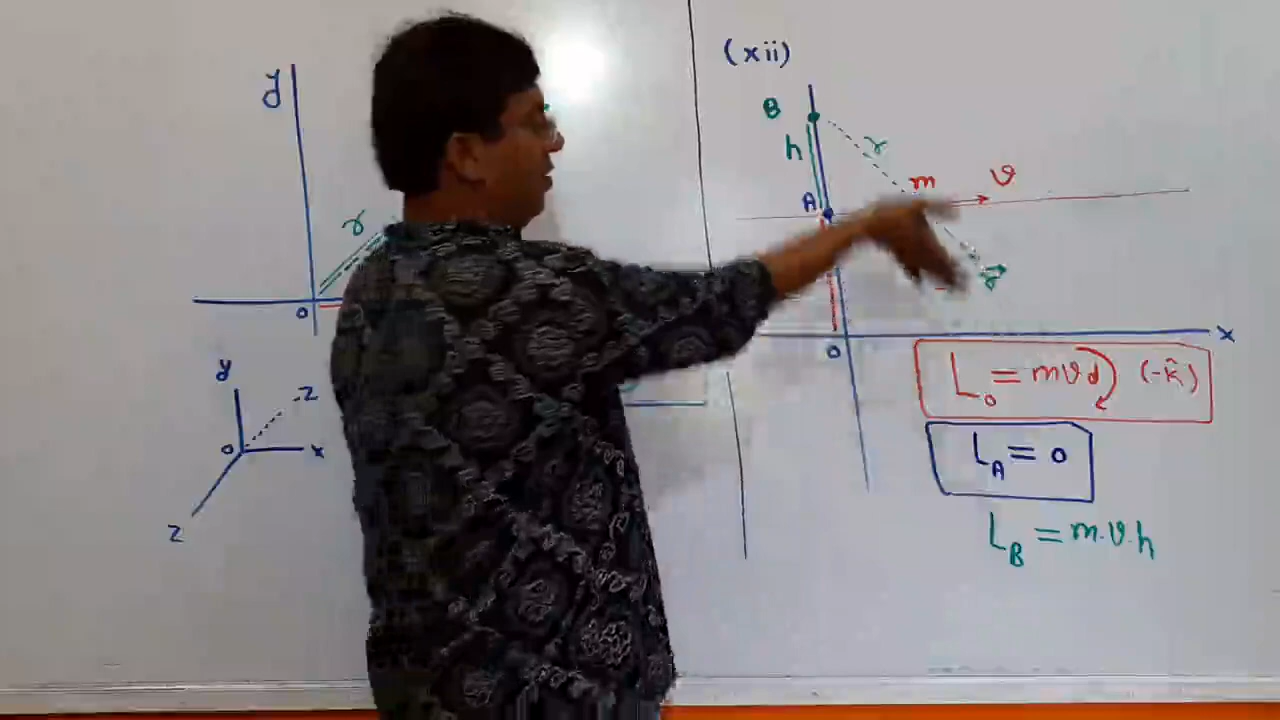 y
r
o
y
-z
o
x
z
(xii)
B
h
r
A
m
v
r
o
x
L₀ = mvd (-k̂)
L_A = 0
L_B = m.v.h